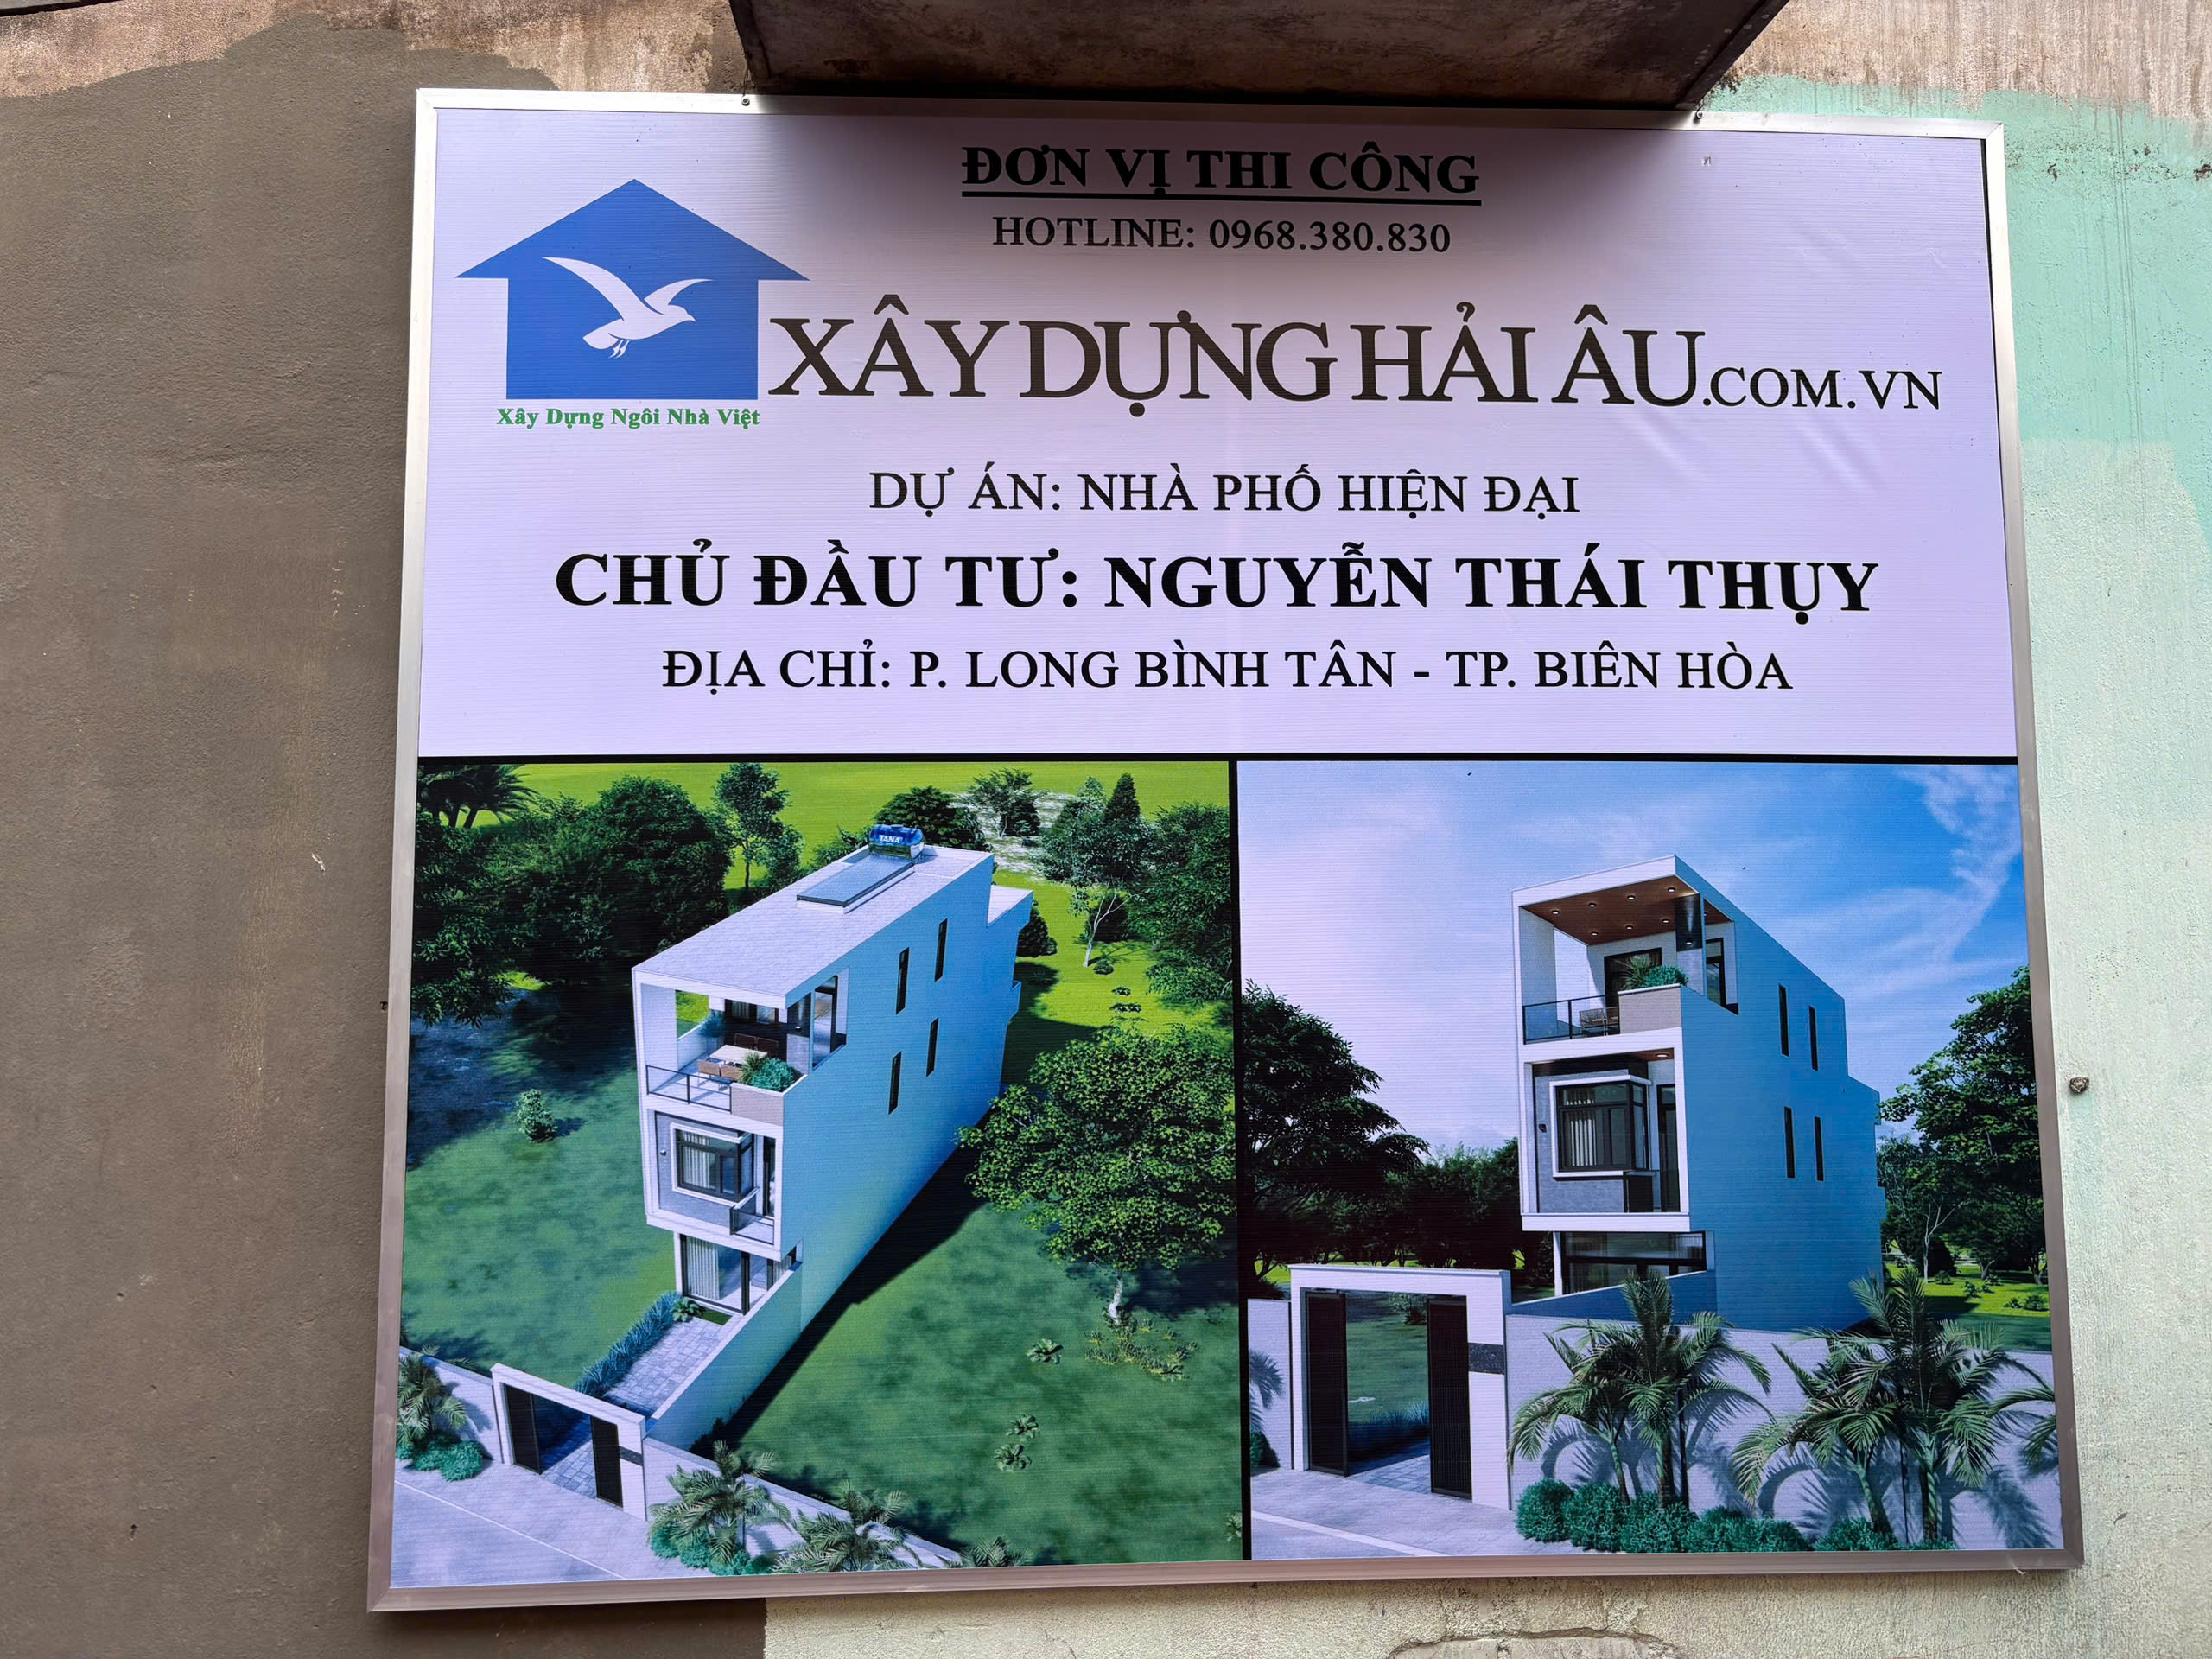 ĐƠN VỊ THI CÔNG
HOTLINE: 0968.380.830
XÂY DỰNG HẢI ÂU.COM.VN
Xây Dựng Ngôi Nhà Việt
DỰ ÁN: NHÀ PHỐ HIỆN ĐẠI
CHỦ ĐẦU TƯ: NGUYỄN THÁI THỤY
ĐỊA CHỈ: P. LONG BÌNH TÂN - TP. BIÊN HÒA
TANA